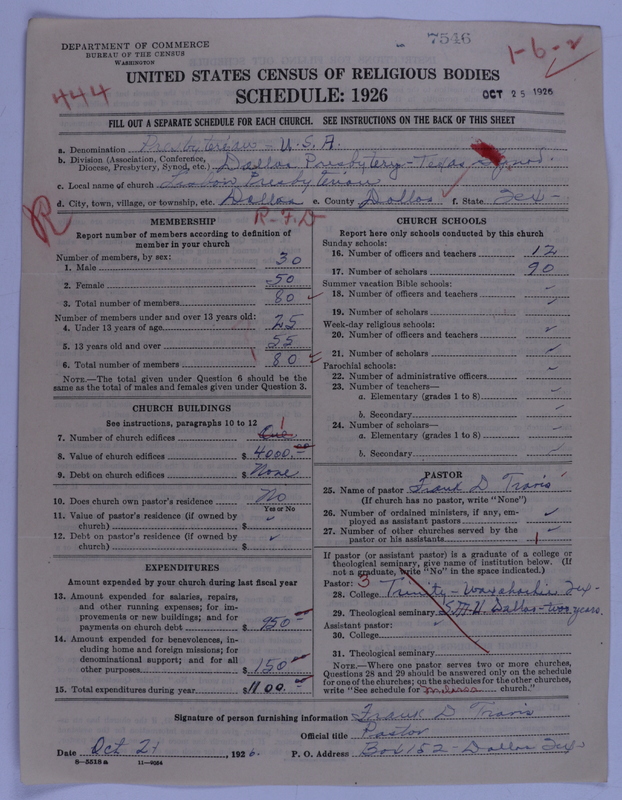 7546
1-6-2
DEPARTMENT OF COMMERCE
BUREAU OF THE CENSUS
WASHINGTON
UNITED STATES CENSUS OF RELIGIOUS BODIES
444
SCHEDULE: 1926
OCT 25 1926
FILL OUT A SEPARATE SCHEDULE FOR EACH CHURCH. SEE INSTRUCTIONS ON THE BACK OF THIS SHEET
a. Denomination Presbyterian - U.S.A.
b. Division (Association, Conference, Diocese, Presbytery, Synod, etc.) Dallas Presbytery - Texas Synod.
c. Local name of church Presbyterian
d. City, town, village, or township, etc. Dallas e. County Dallas f. State Tex-
R
R-F-D
MEMBERSHIP
Report number of members according to definition of member in your church
Number of members, by sex:
1. Male 30
2. Female 50
3. Total number of members 80
Number of members under and over 13 years old:
4. Under 13 years of age 25
5. 13 years old and over 55
6. Total number of members 80
NOTE.—The total given under Question 6 should be the same as the total of males and females given under Question 3.
CHURCH BUILDINGS
See instructions, paragraphs 10 to 12
7. Number of church edifices One 1
8. Value of church edifices $ 4000.00
9. Debt on church edifices $ None
10. Does church own pastor's residence No
Yes or No
11. Value of pastor's residence (if owned by church) $
12. Debt on pastor's residence (if owned by church) $
EXPENDITURES
Amount expended by your church during last fiscal year
13. Amount expended for salaries, repairs, and other running expenses; for improvements or new buildings; and for payments on church debt $ 950
14. Amount expended for benevolences, including home and foreign missions; for denominational support; and for all other purposes $ 150
15. Total expenditures during year $ 1100.
CHURCH SCHOOLS
Report here only schools conducted by this church
Sunday schools:
16. Number of officers and teachers 12
17. Number of scholars 90
Summer vacation Bible schools:
18. Number of officers and teachers
19. Number of scholars
Week-day religious schools:
20. Number of officers and teachers
21. Number of scholars
Parochial schools:
22. Number of administrative officers
23. Number of teachers—
a. Elementary (grades 1 to 8)
b. Secondary
24. Number of scholars—
a. Elementary (grades 1 to 8)
b. Secondary
PASTOR
25. Name of pastor Frank D Travis
(If church has no pastor, write "None")
26. Number of ordained ministers, if any, employed as assistant pastors
27. Number of other churches served by the pastor or his assistants 1
If pastor (or assistant pastor) is a graduate of a college or theological seminary, give name of institution below. (If not a graduate, write "No" in the space indicated.)
Pastor: 3
28. College Trinity - Waxahachie Tex-
29. Theological seminary S.M.U. Dallas - two years.
Assistant pastor:
30. College
31. Theological seminary
NOTE.—Where one pastor serves two or more churches, Questions 28 and 29 should be answered only on the schedule for one of the churches; on the schedules for the other churches, write "See schedule for Milersa church."
Signature of person furnishing information Frank D Travis
Official title Pastor
Date Oct 21, 1926. P. O. Address Box 152 - Dallas Tex-
8—5518a 11—9054